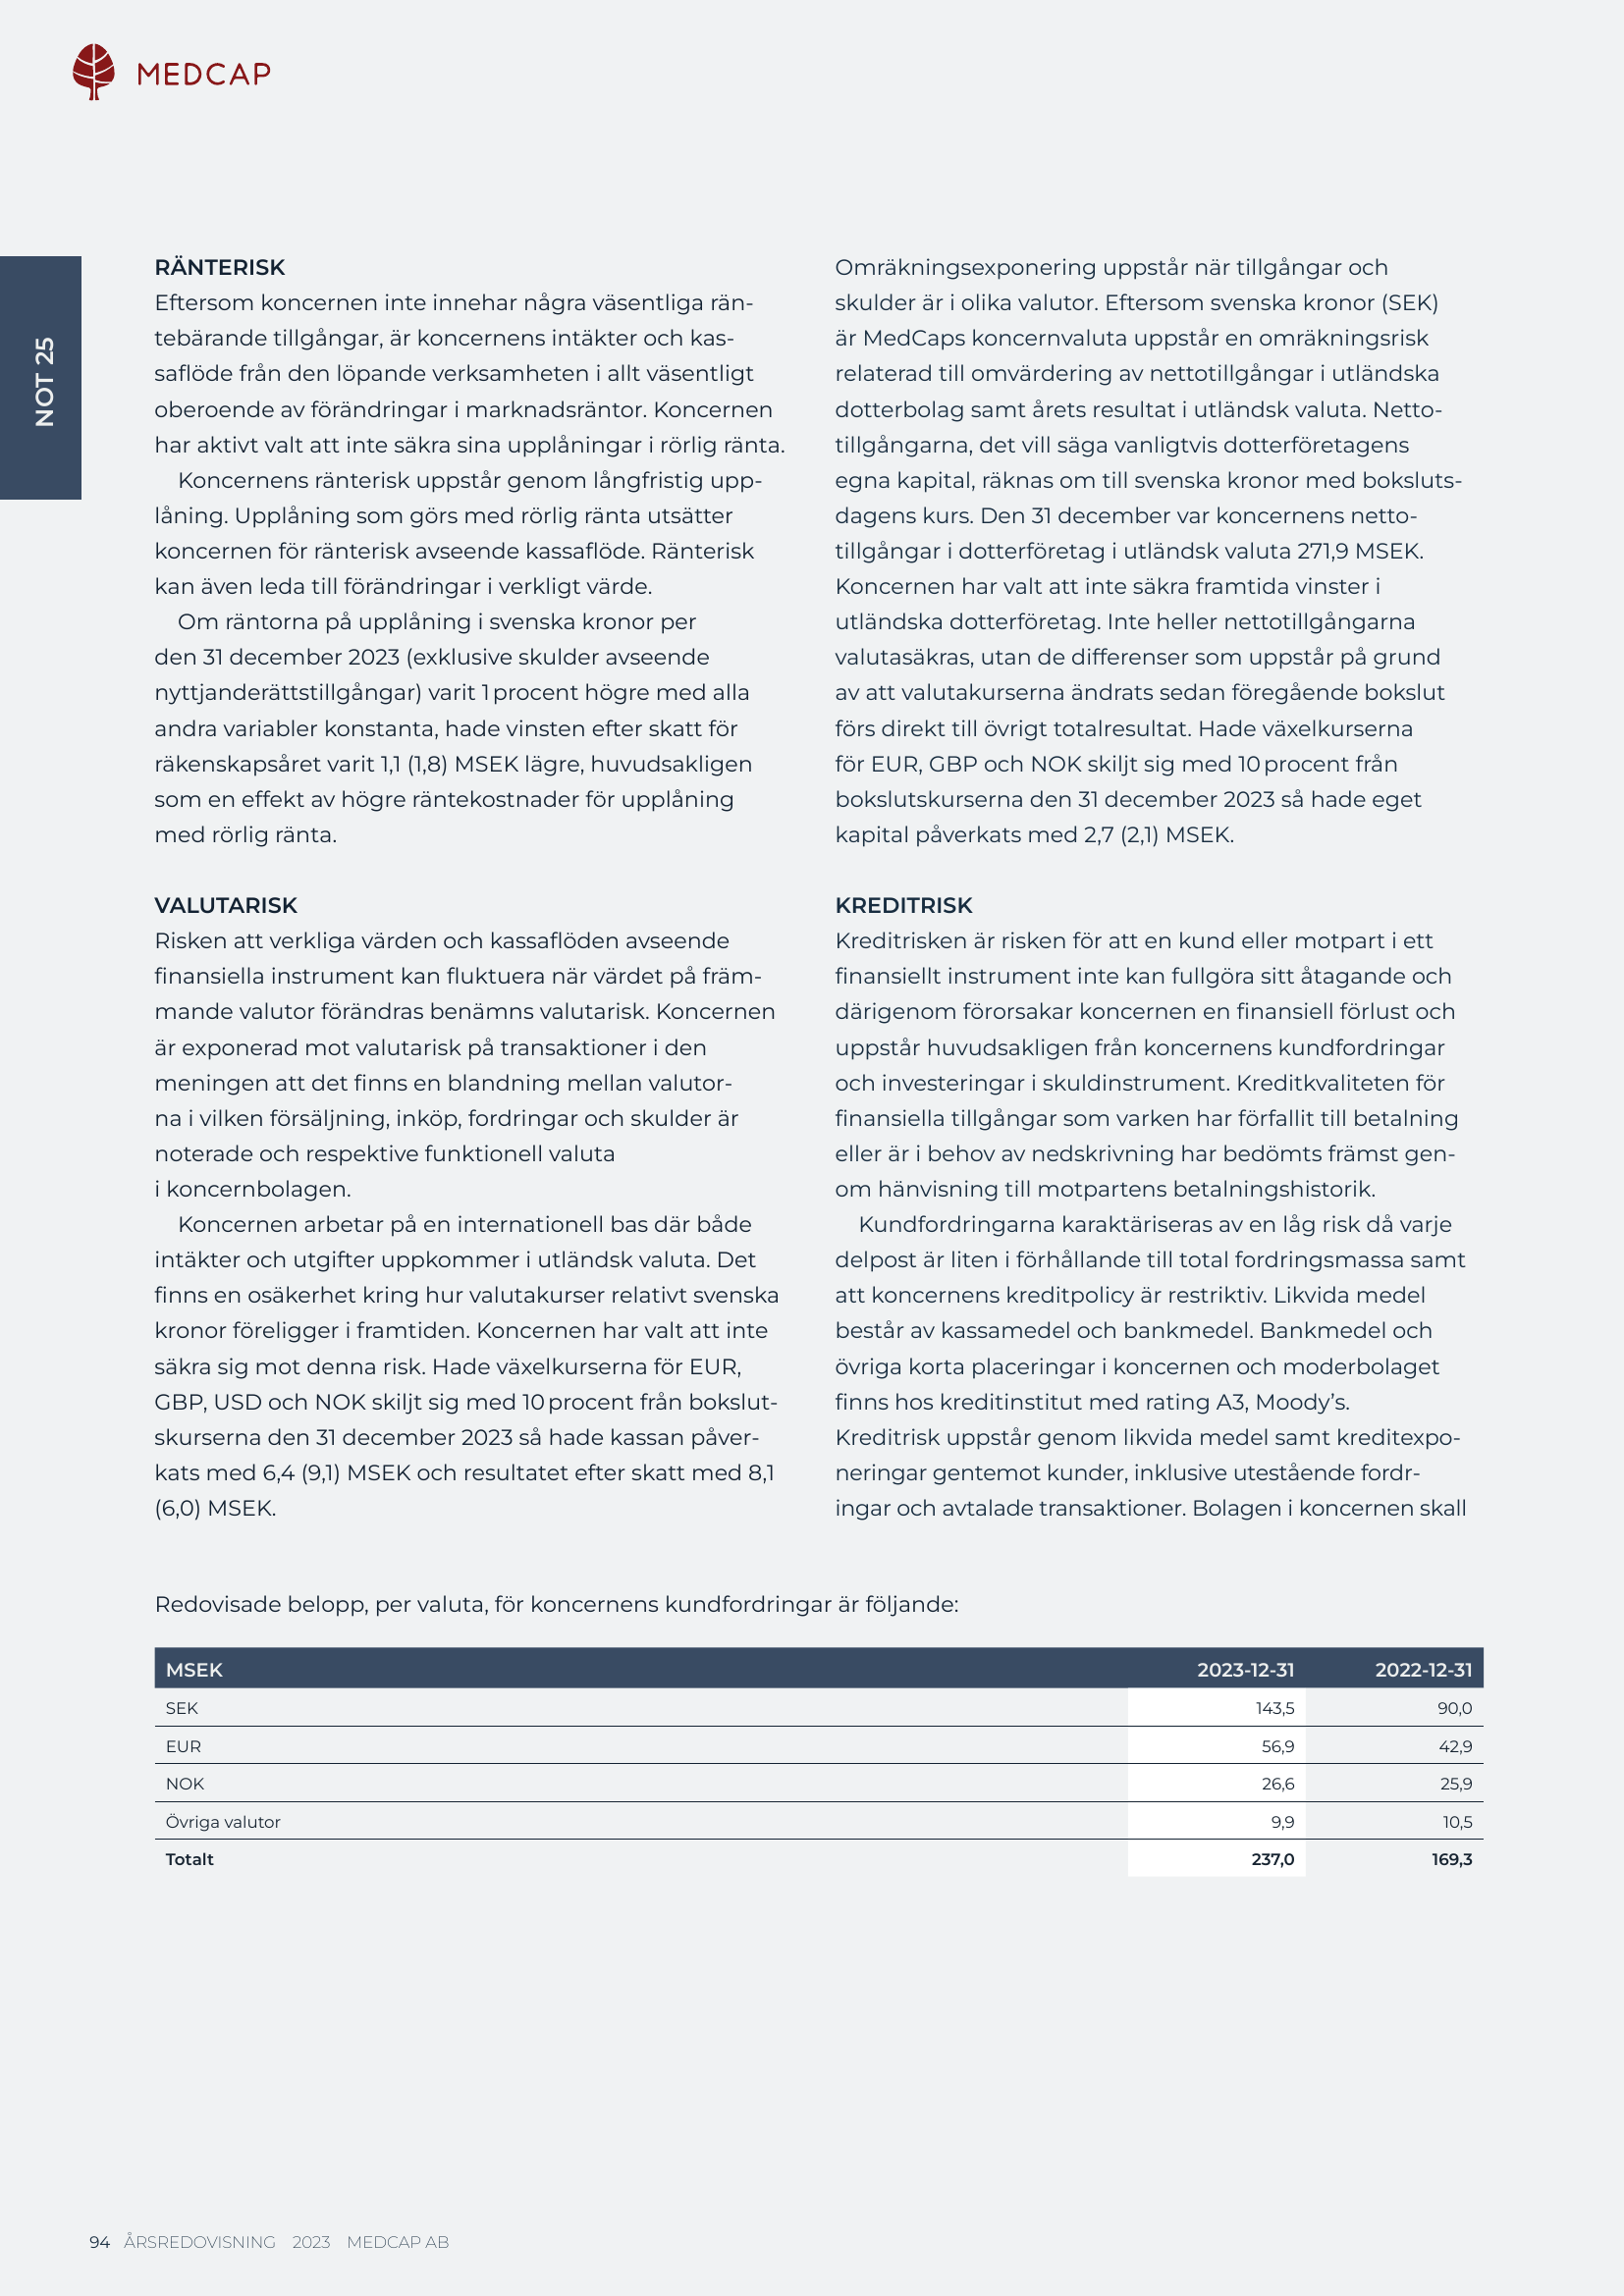 MEDCAP
NOT 25
RÄNTERISK
Eftersom koncernen inte innehar några väsentliga rän-
tebärande tillgångar, är koncernens intäkter och kas-
saflöde från den löpande verksamheten i allt väsentligt
oberoende av förändringar i marknadsräntor. Koncernen
har aktivt valt att inte säkra sina upplåningar i rörlig ränta.
Koncernens ränterisk uppstår genom långfristig upp-
låning. Upplåning som görs med rörlig ränta utsätter
koncernen för ränterisk avseende kassaflöde. Ränterisk
kan även leda till förändringar i verkligt värde.
Om räntorna på upplåning i svenska kronor per
den 31 december 2023 (exklusive skulder avseende
nyttjanderättstillgångar) varit 1 procent högre med alla
andra variabler konstanta, hade vinsten efter skatt för
räkenskapsåret varit 1,1 (1,8) MSEK lägre, huvudsakligen
som en effekt av högre räntekostnader för upplåning
med rörlig ränta.
VALUTARISK
Risken att verkliga värden och kassaflöden avseende
finansiella instrument kan fluktuera när värdet på främ-
mande valutor förändras benämns valutarisk. Koncernen
är exponerad mot valutarisk på transaktioner i den
meningen att det finns en blandning mellan valutor-
na i vilken försäljning, inköp, fordringar och skulder är
noterade och respektive funktionell valuta
i koncernbolagen.
Koncernen arbetar på en internationell bas där både
intäkter och utgifter uppkommer i utländsk valuta. Det
finns en osäkerhet kring hur valutakurser relativt svenska
kronor föreligger i framtiden. Koncernen har valt att inte
säkra sig mot denna risk. Hade växelkurserna för EUR,
GBP, USD och NOK skiljt sig med 10 procent från bokslut-
skurserna den 31 december 2023 så hade kassan påver-
kats med 6,4 (9,1) MSEK och resultatet efter skatt med 8,1
(6,0) MSEK.
Omräkningsexponering uppstår när tillgångar och
skulder är i olika valutor. Eftersom svenska kronor (SEK)
är MedCaps koncernvaluta uppstår en omräkningsrisk
relaterad till omvärdering av nettotillgångar i utländska
dotterbolag samt årets resultat i utländsk valuta. Netto-
tillgångarna, det vill säga vanligtvis dotterföretagens
egna kapital, räknas om till svenska kronor med boksluts-
dagens kurs. Den 31 december var koncernens netto-
tillgångar i dotterföretag i utländsk valuta 271,9 MSEK.
Koncernen har valt att inte säkra framtida vinster i
utländska dotterföretag. Inte heller nettotillgångarna
valutasäkras, utan de differenser som uppstår på grund
av att valutakurserna ändrats sedan föregående bokslut
förs direkt till övrigt totalresultat. Hade växelkurserna
för EUR, GBP och NOK skiljt sig med 10 procent från
bokslutskurserna den 31 december 2023 så hade eget
kapital påverkats med 2,7 (2,1) MSEK.
KREDITRISK
Kreditrisken är risken för att en kund eller motpart i ett
finansiellt instrument inte kan fullgöra sitt åtagande och
därigenom förorsakar koncernen en finansiell förlust och
uppstår huvudsakligen från koncernens kundfordringar
och investeringar i skuldinstrument. Kreditkvaliteten för
finansiella tillgångar som varken har förfallit till betalning
eller är i behov av nedskrivning har bedömts främst gen-
om hänvisning till motpartens betalningshistorik.
Kundfordringarna karaktäriseras av en låg risk då varje
delpost är liten i förhållande till total fordringsmassa samt
att koncernens kreditpolicy är restriktiv. Likvida medel
består av kassamedel och bankmedel. Bankmedel och
övriga korta placeringar i koncernen och moderbolaget
finns hos kreditinstitut med rating A3, Moody’s.
Kreditrisk uppstår genom likvida medel samt kreditexpo-
neringar gentemot kunder, inklusive utestående fordr-
ingar och avtalade transaktioner. Bolagen i koncernen skall
Redovisade belopp, per valuta, för koncernens kundfordringar är följande:
MSEK 2023-12-31 2022-12-31
SEK 143,5 90,0
EUR 56,9 42,9
NOK 26,6 25,9
Övriga valutor 9,9 10,5
Totalt 237,0 169,3
94 ÅRSREDOVISNING 2023 MEDCAP AB